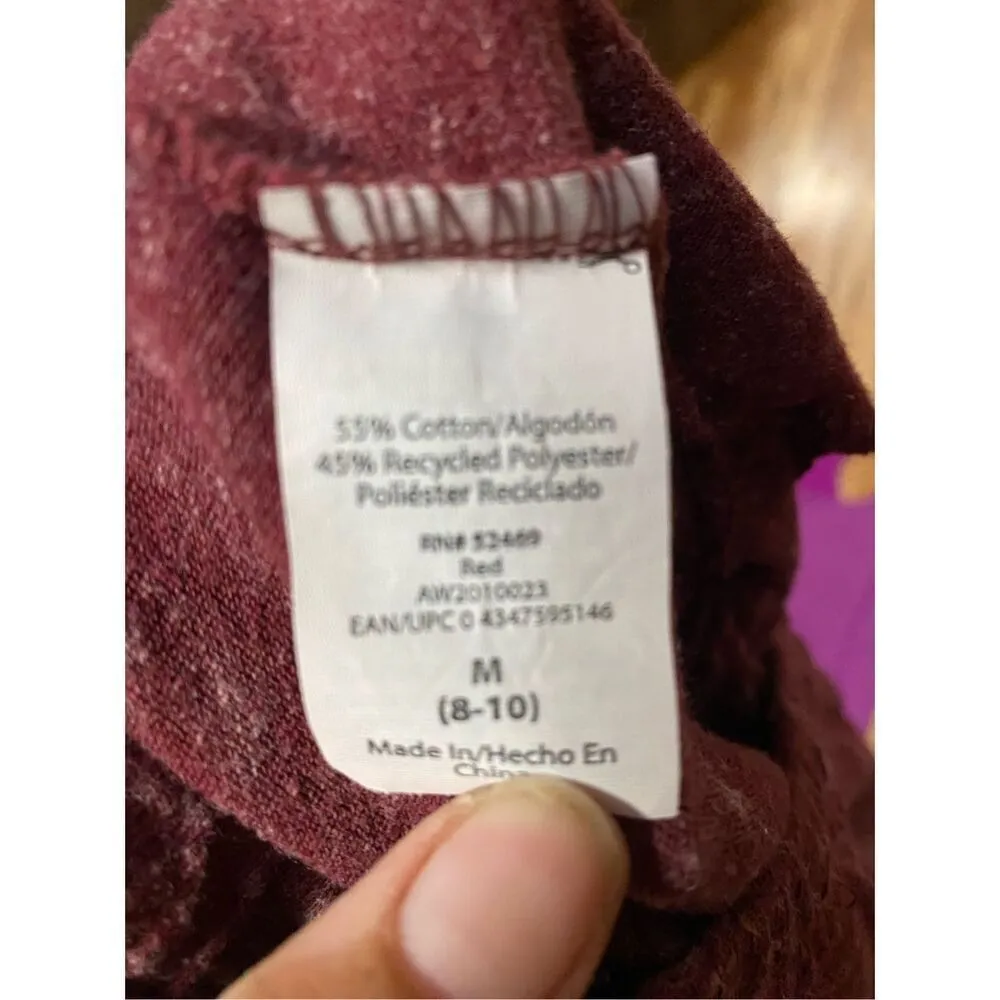 55% Cotton/Algodón
45% Recycled Polyester/
Poliéster Reciclado
RN# 52469
Red
AW2010023
EAN/UPC 0 4347595146
M
(8-10)
Made In/Hecho En
China